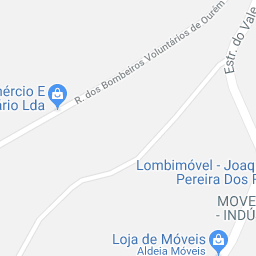 R. dos Bombeiros Voluntários de Ourém
Estr. do Vale
mércio E
ário Lda
Lombimóvel - Joaq
Pereira Dos R
MOVE
- INDÚ
Loja de Móveis
Aldeia Móveis